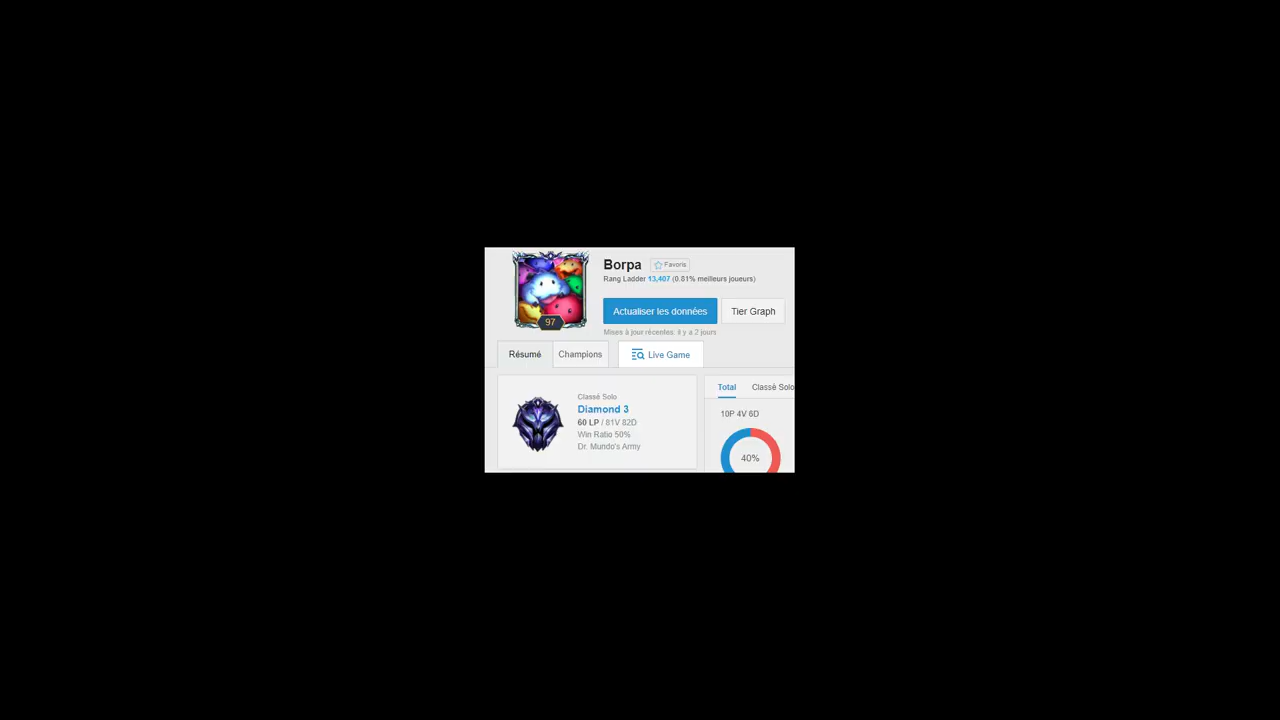 Borpa
Favoris
Rang Ladder 13,407 (0.81% meilleurs joueurs)
Actualiser les données
Tier Graph
Mises à jour récentes: il y a 2 jours
97
Résumé
Champions
Live Game
Classé Solo
Diamond 3
60 LP / 81V 82D
Win Ratio 50%
Dr. Mundo's Army
Total
Classé Solo
10P 4V 6D
40%